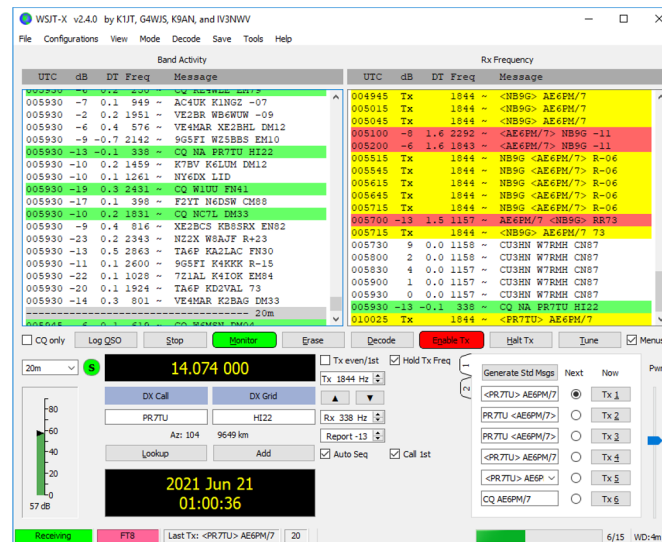 WSJT-X v2.4.0 by K1JT, G4WJS, K9AN, and IV3NWV
File Configurations View Mode Decode Save Tools Help
Band Activity
UTC dB DT Freq Message
005930 -7 0.1 949 ~ AC4UK K1NGZ -07
005930 -2 0.2 1951 ~ VE2BR WB6WUW -09
005930 -6 0.4 576 ~ VE4MAR XE2BHL DM12
005930 -9 -0.7 2142 ~ 9G5FI WZ5BBS EM10
005930 -13 -0.1 338 ~ CQ NA PR7TU HI22
005930 -10 0.2 1459 ~ K7BV K6LUM DM12
005930 -10 0.1 1261 ~ NY6DX LID
005930 -19 0.3 2431 ~ CQ W1UU FN41
005930 -17 0.1 398 ~ F2YT N6DSW CM88
005930 -10 0.2 1831 ~ CQ NC7L DM33
005930 -9 0.4 816 ~ XE2BCS KB8SRX EN82
005930 -23 0.2 2343 ~ NZ2X W8AJF R+23
005930 -13 0.5 2863 ~ TA6P KA2LAC FN30
005930 -11 0.1 2600 ~ 9G5FI K4KKK R-15
005930 -22 0.1 1028 ~ 7Z1AL K4IOK EM84
005930 -20 0.1 1924 ~ TA6P KD2VAL 73
005930 -14 0.3 801 ~ VE4MAR K2BAG DM33
20m
Rx Frequency
UTC dB DT Freq Message
004945 Tx 1844 ~ <NB9G> AE6PM/7
005015 Tx 1844 ~ <NB9G> AE6PM/7
005045 Tx 1844 ~ <NB9G> AE6PM/7
005100 -8 1.6 2292 ~ <AE6PM/7> NB9G -11
005200 -6 1.6 1843 ~ <AE6PM/7> NB9G -11
005515 Tx 1844 ~ NB9G <AE6PM/7> R-06
005545 Tx 1844 ~ NB9G <AE6PM/7> R-06
005615 Tx 1844 ~ NB9G <AE6PM/7> R-06
005645 Tx 1844 ~ NB9G <AE6PM/7> R-06
005715 Tx 1844 ~ NB9G <AE6PM/7> R-06
005700 -13 1.5 1157 ~ AE6PM/7 <NB9G> RR73
005715 Tx 1844 ~ AE6PM/7 <NB9G> 73
005730 9 0.0 1158 ~ CU3HN W7RMH CN87
005800 2 0.0 1158 ~ CU3HN W7RMH CN87
005830 4 0.0 1157 ~ CU3HN W7RMH CN87
005900 1 0.0 1157 ~ CU3HN W7RMH CN87
005930 0 0.0 1157 ~ CU3HN W7RMH CN87
005930 -13 -0.1 338 ~ CQ NA PR7TU HI22
010025 Tx 1844 ~ <PR7TU> AE6PM/7
CQ only Log QSO Stop Monitor Erase Decode Enable Tx Halt Tx Tune Menus
20m S 14.074 000
Tx even/1st Hold Tx Freq
Tx 1844 Hz
DX Call DX Grid
PR7TU HI22
Rx 338 Hz
Az: 104 9649 km
Report -13
Lookup Add
Auto Seq Call 1st
2021 Jun 21
01:00:36
-80
-60
-40
-20
0
57 dB
1
2
Generate Std Msgs Next Now Pwr
<PR7TU> AE6PM/7 Tx 1
PR7TU <AE6PM/7> Tx 2
PR7TU <AE6PM/7> Tx 3
<PR7TU> AE6PM/7 Tx 4
<PR7TU> AE6P Tx 5
CQ AE6PM/7 Tx 6
Receiving FT8 Last Tx: <PR7TU> AE6PM/7 20 6/15 WD:4m